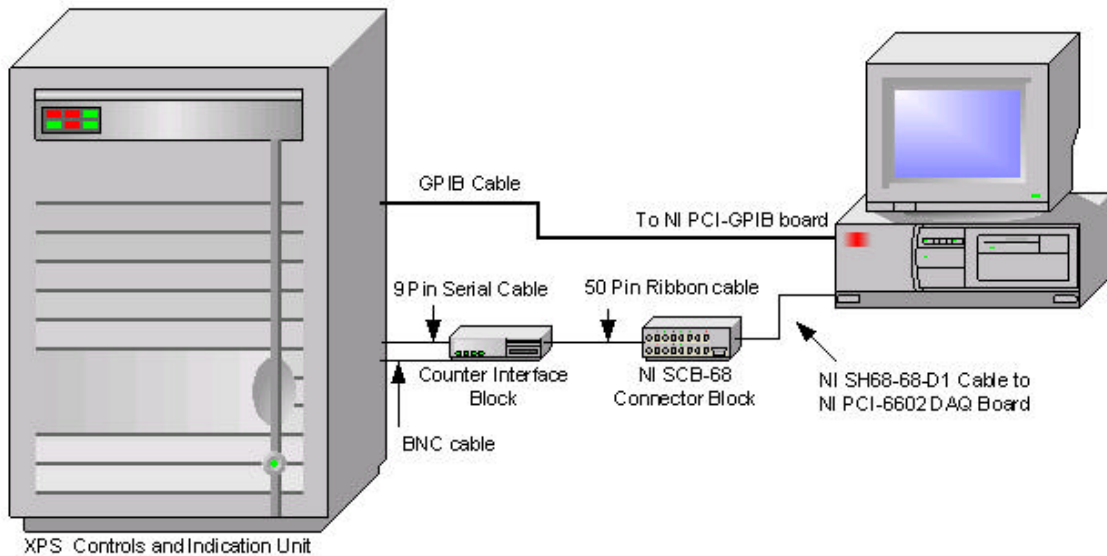 GPIB Cable
To NI PCI-GPIB board
9 Pin Serial Cable
50 Pin Ribbon cable
Counter Interface
Block
NI SCB-68
Connector Block
NI SH68-68-D1 Cable to
NI PCI-6602 DAQ Board
BNC cable
XPS Controls and Indication Unit